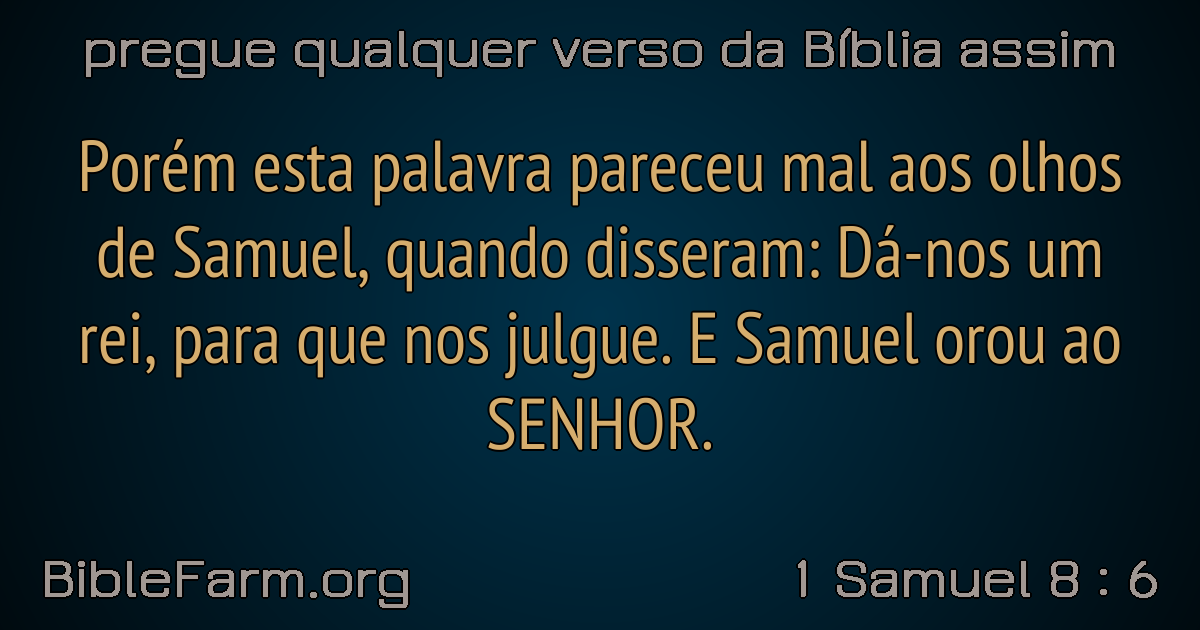 pregue qualquer verso da Bíblia assim
Porém esta palavra pareceu mal aos olhos
de Samuel, quando disseram: Dá-nos um
rei, para que nos julgue. E Samuel orou ao
SENHOR.
BibleFarm.org
1 Samuel 8 : 6